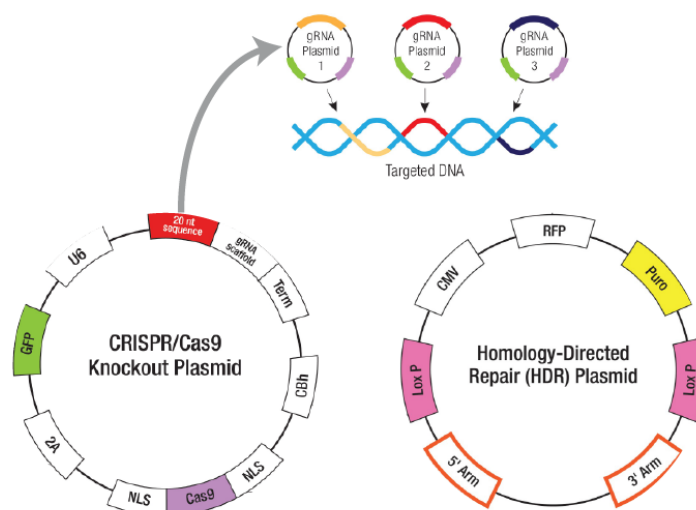 gRNA
Plasmid
1
gRNA
Plasmid
2
gRNA
Plasmid
3
Targeted DNA
20 nt
sequence
gRNA
scaffold
Term
CBh
NLS
Cas9
NLS
2A
GFP
U6
CRISPR/Cas9
Knockout Plasmid
RFP
Puro
Lox P
3' Arm
5' Arm
Lox P
CMV
Homology-Directed
Repair (HDR) Plasmid